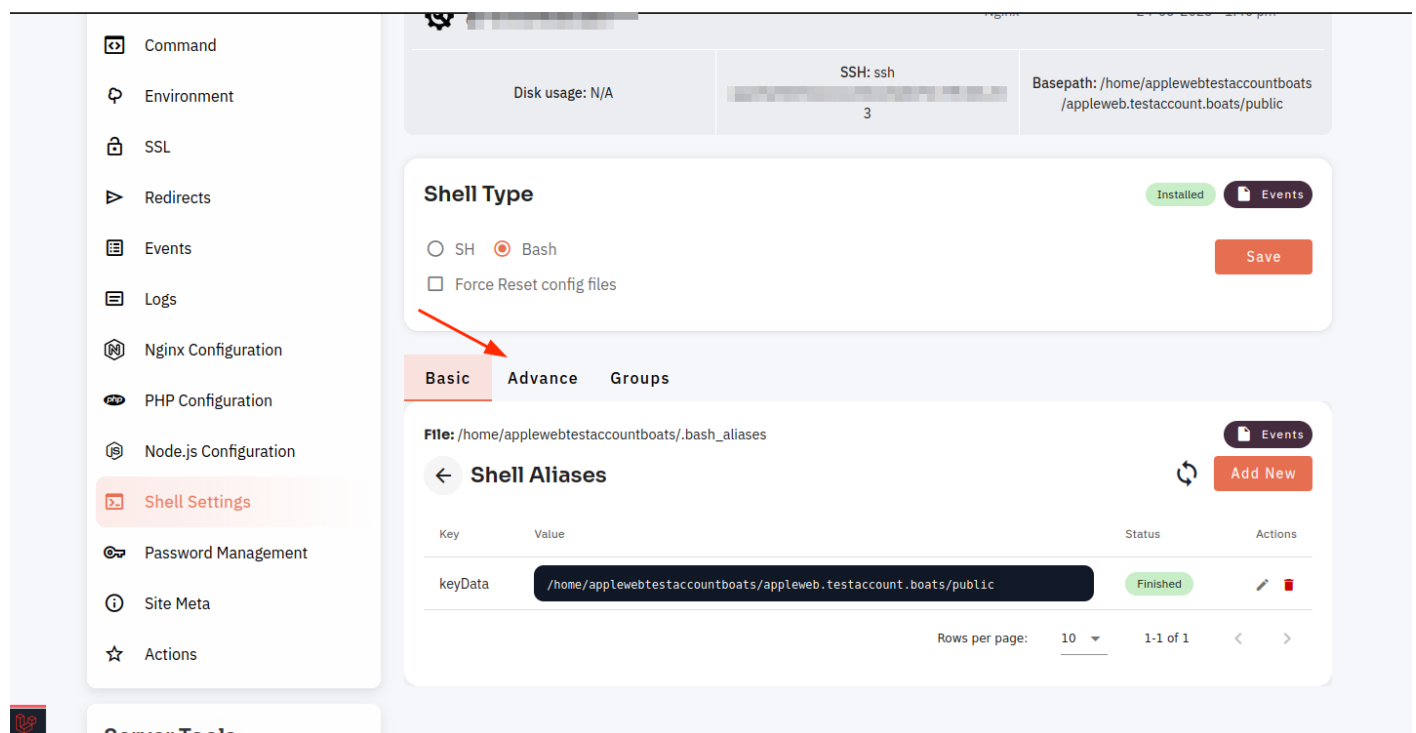 Command
Environment
SSL
Redirects
Events
Logs
Nginx Configuration
PHP Configuration
Node.js Configuration
Shell Settings
Password Management
Site Meta
Actions
Disk usage: N/A
SSH: ssh
3
Basepath: /home/applewebtestaccountboats
/appleweb.testaccount.boats/public
Shell Type
Installed
Events
SH
Bash
Save
Force Reset config files
Basic
Advance
Groups
File: /home/applewebtestaccountboats/.bash_aliases
Events
Shell Aliases
Add New
Key
Value
Status
Actions
keyData
/home/applewebtestaccountboats/appleweb.testaccount.boats/public
Finished
Rows per page:
10
1-1 of 1